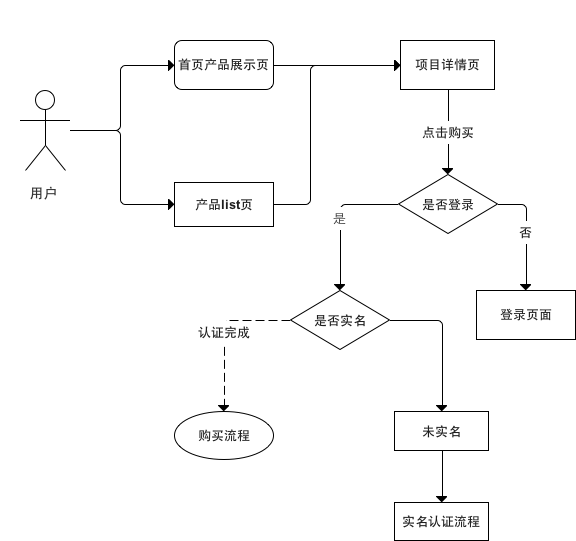 首页产品展示页
项目详情页
用户
点击购买
产品list页
是否登录
是
否
登录页面
是否实名
认证完成
购买流程
未实名
实名认证流程